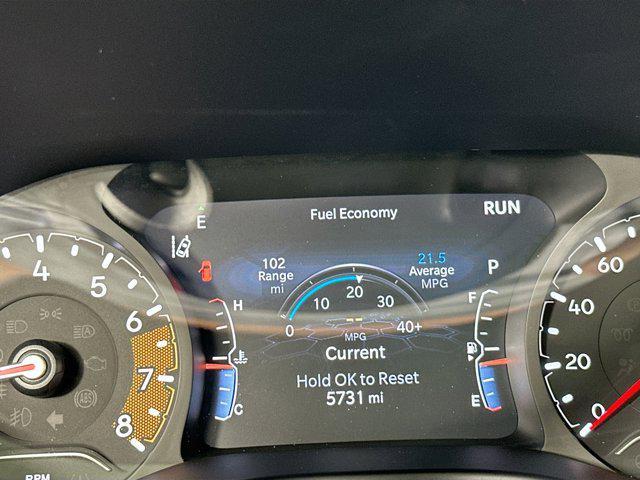 Fuel Economy
RUN
E
102
Range
mi
21.5
Average
MPG
P
H
C
F
E
0
10
20
30
40+
--
MPG
Current
Hold OK to Reset
5731 mi
4
5
6
7
8
RPM
A
ABS
60
40
20
0